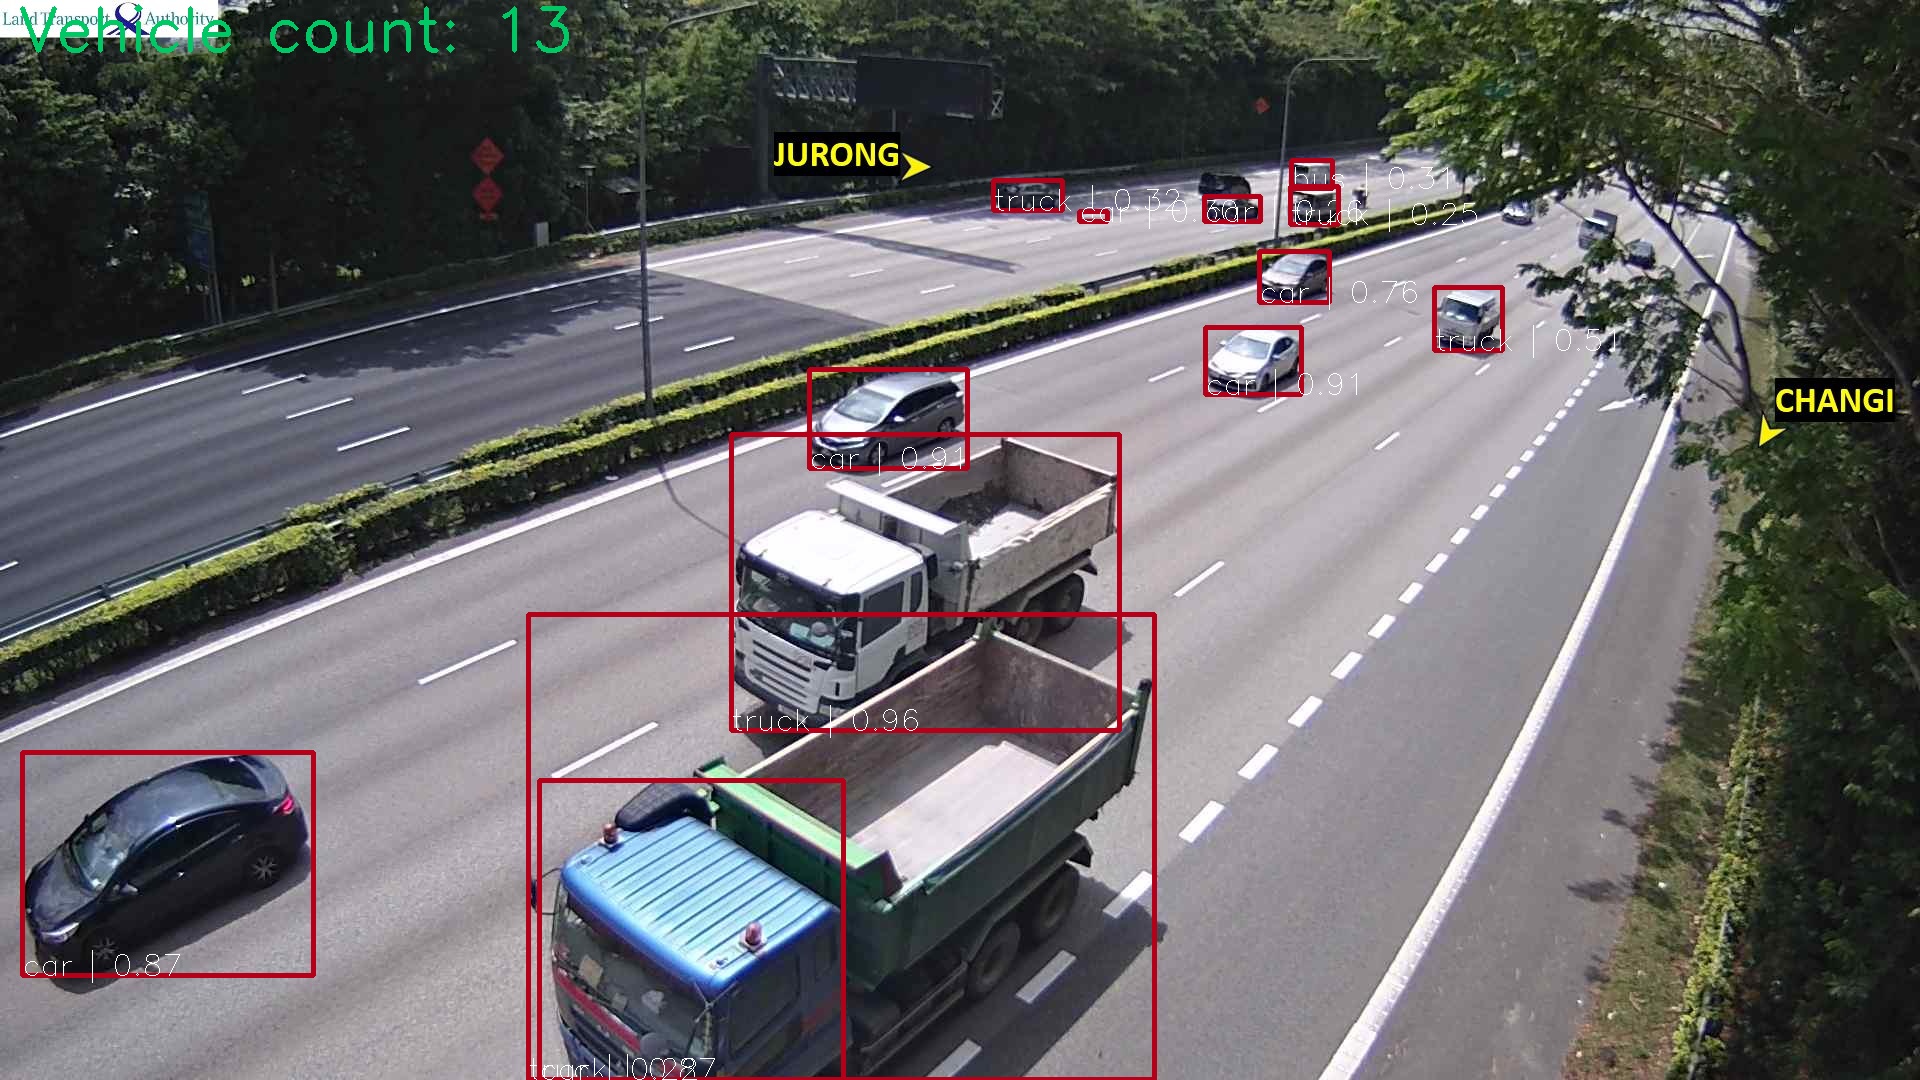 Land Transport Authority
Vehicle count: 13
JURONG
bus | 0.31
truck | 0.32
car
car
truck | 0.25
car | 0.76
truck | 0.51
car | 0.91
CHANGI
car | 0.91
truck | 0.96
car | 0.87